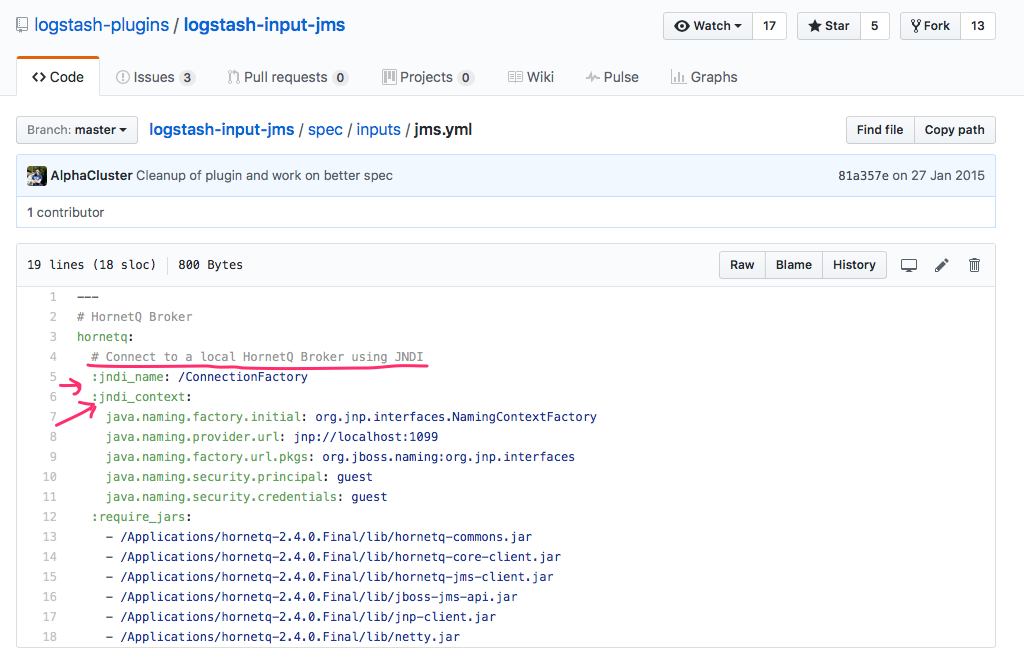 logstash-plugins / logstash-input-jms
Watch 17 Star 5 Fork 13
Code Issues 3 Pull requests 0 Projects 0 Wiki Pulse Graphs
Branch: master logstash-input-jms / spec / inputs / jms.yml Find file Copy path
AlphaCluster Cleanup of plugin and work on better spec 81a357e on 27 Jan 2015
1 contributor
19 lines (18 sloc) 800 Bytes Raw Blame History
1 ---
2 # HornetQ Broker
3 hornetq:
4 # Connect to a local HornetQ Broker using JNDI
5 :jndi_name: /ConnectionFactory
6 :jndi_context:
7 java.naming.factory.initial: org.jnp.interfaces.NamingContextFactory
8 java.naming.provider.url: jnp://localhost:1099
9 java.naming.factory.url.pkgs: org.jboss.naming:org.jnp.interfaces
10 java.naming.security.principal: guest
11 java.naming.security.credentials: guest
12 :require_jars:
13 - /Applications/hornetq-2.4.0.Final/lib/hornetq-commons.jar
14 - /Applications/hornetq-2.4.0.Final/lib/hornetq-core-client.jar
15 - /Applications/hornetq-2.4.0.Final/lib/hornetq-jms-client.jar
16 - /Applications/hornetq-2.4.0.Final/lib/jboss-jms-api.jar
17 - /Applications/hornetq-2.4.0.Final/lib/jnp-client.jar
18 - /Applications/hornetq-2.4.0.Final/lib/netty.jar